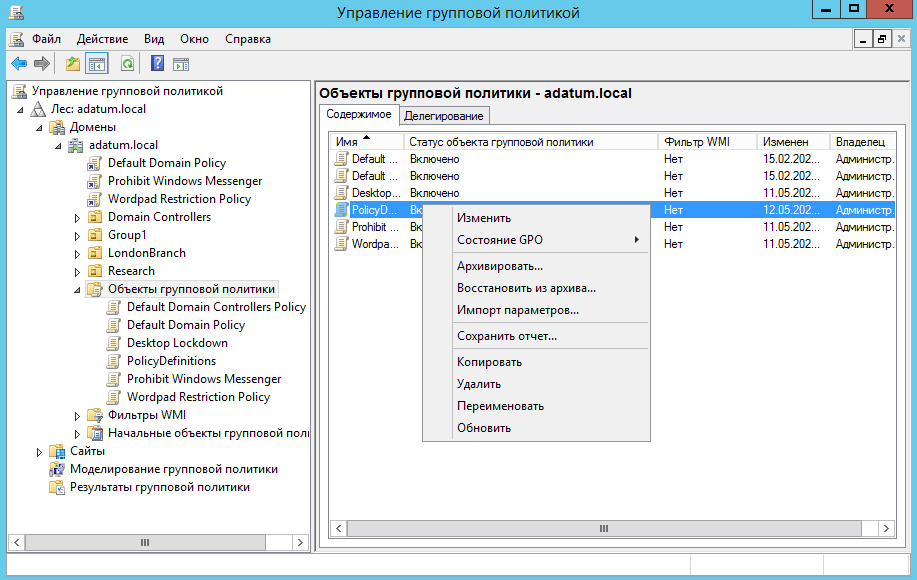 Управление групповой политикой
Файл Действие Вид Окно Справка
Управление групповой политикой
Лес: adatum.local
Домены
adatum.local
Default Domain Policy
Prohibit Windows Messenger
Wordpad Restriction Policy
Domain Controllers
Group1
LondonBranch
Research
Объекты групповой политики
Default Domain Controllers Policy
Default Domain Policy
Desktop Lockdown
PolicyDefinitions
Prohibit Windows Messenger
Wordpad Restriction Policy
Фильтры WMI
Начальные объекты групповой поли
Сайты
Моделирование групповой политики
Результаты групповой политики
Объекты групповой политики - adatum.local
Содержимое Делегирование
Имя Статус объекта групповой политики Фильтр WMI Изменен Владелец
Default ... Включено Нет 15.02.202... Администр.
Default ... Включено Нет 15.02.202... Администр.
Desktop... Включено Нет 11.05.202... Администр.
PolicyD... Вк Нет 12.05.202... Администр.
Prohibit ... Вк Нет 11.05.202... Администр.
Wordpa... Вк Нет 11.05.202... Администр.
Изменить
Состояние GPO
Архивировать...
Восстановить из архива...
Импорт параметров...
Сохранить отчет...
Копировать
Удалить
Переименовать
Обновить